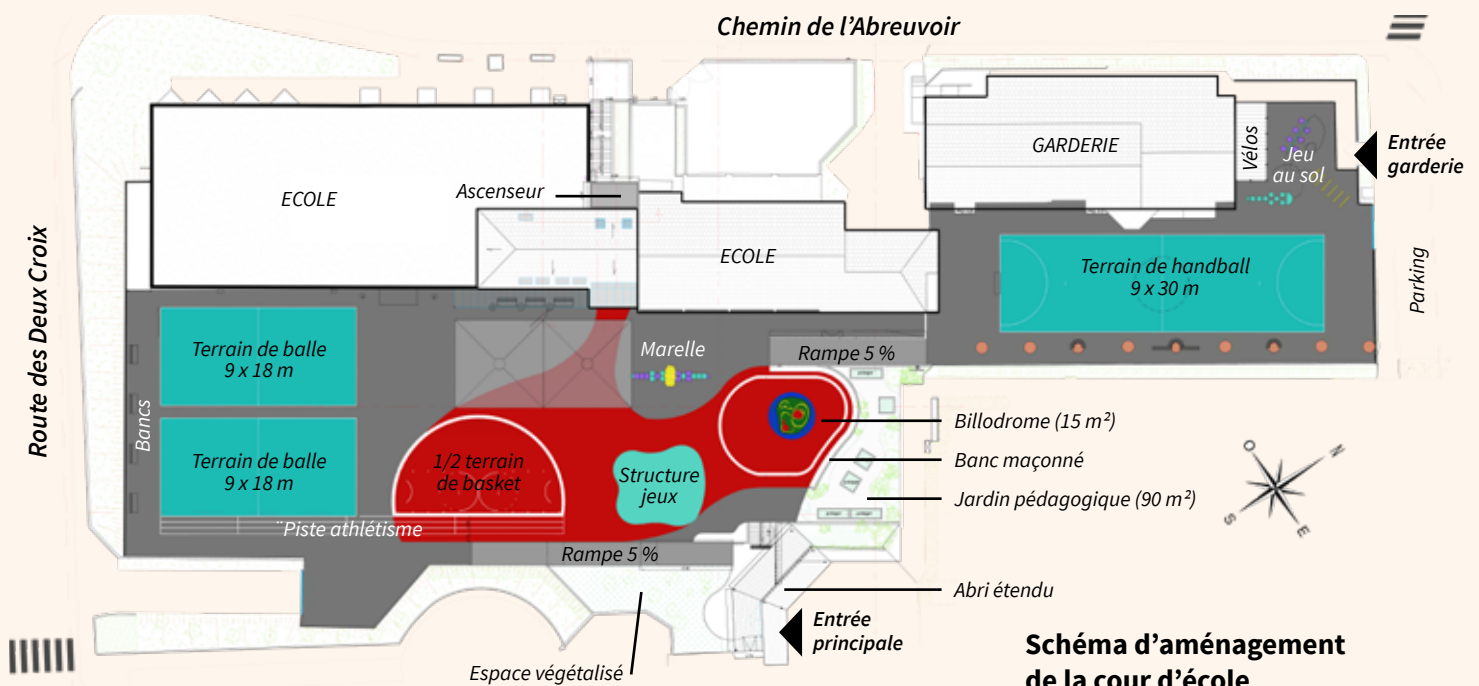 Chemin de l’Abreuvoir
Route des Deux Croix
ECOLE
Ascenseur
ECOLE
GARDERIE
Vélos
Jeu
au sol
Entrée
garderie
Parking
Terrain de handball
9 x 30 m
Terrain de balle
9 x 18 m
Terrain de balle
9 x 18 m
Bancs
Marelle
Rampe 5 %
1/2 terrain
de basket
Structure
jeux
¨Piste athlétisme
Rampe 5 %
Billodrome (15 m²)
Banc maçonné
Jardin pédagogique (90 m²)
Abri étendu
Entrée
principale
Espace végétalisé
O
N
S
E
Schéma d’aménagement
de la cour d’école